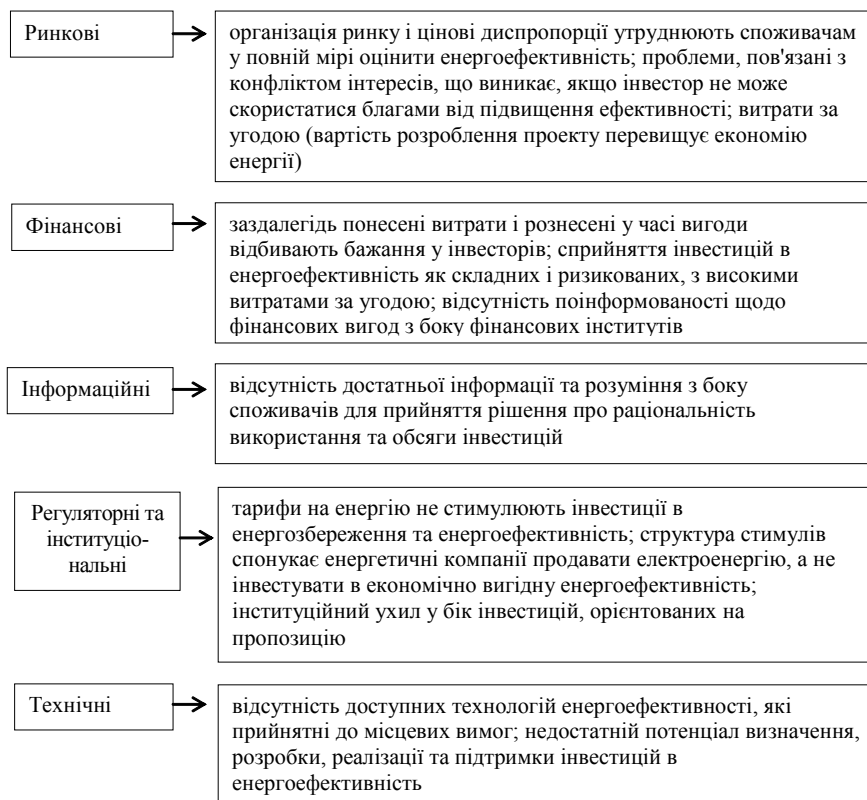 Ринкові
організація ринку і цінові диспропорції утруднюють споживачам
у повній мірі оцінити енергоефективність; проблеми, пов'язані з
конфліктом інтересів, що виникає, якщо інвестор не може
скористатися благами від підвищення ефективності; витрати за
угодою (вартість розроблення проекту перевищує економію
енергії)
Фінансові
заздалегідь понесені витрати і рознесені у часі вигоди
відбивають бажання у інвесторів; сприйняття інвестицій в
енергоефективність як складних і ризикованих, з високими
витратами за угодою; відсутність поінформованості щодо
фінансових вигод з боку фінансових інститутів
Інформаційні
відсутність достатньої інформації та розуміння з боку
споживачів для прийняття рішення про раціональність
використання та обсяги інвестицій
Регуляторні та
інституціо-
нальні
тарифи на енергію не стимулюють інвестиції в
енергозбереження та енергоефективність; структура стимулів
спонукає енергетичні компанії продавати електроенергію, а не
інвестувати в економічно вигідну енергоефективність;
інституційний ухил у бік інвестицій, орієнтованих на
пропозицію
Технічні
відсутність доступних технологій енергоефективності, які
прийнятні до місцевих вимог; недостатній потенціал визначення,
розробки, реалізації та підтримки інвестицій в
енергоефективність